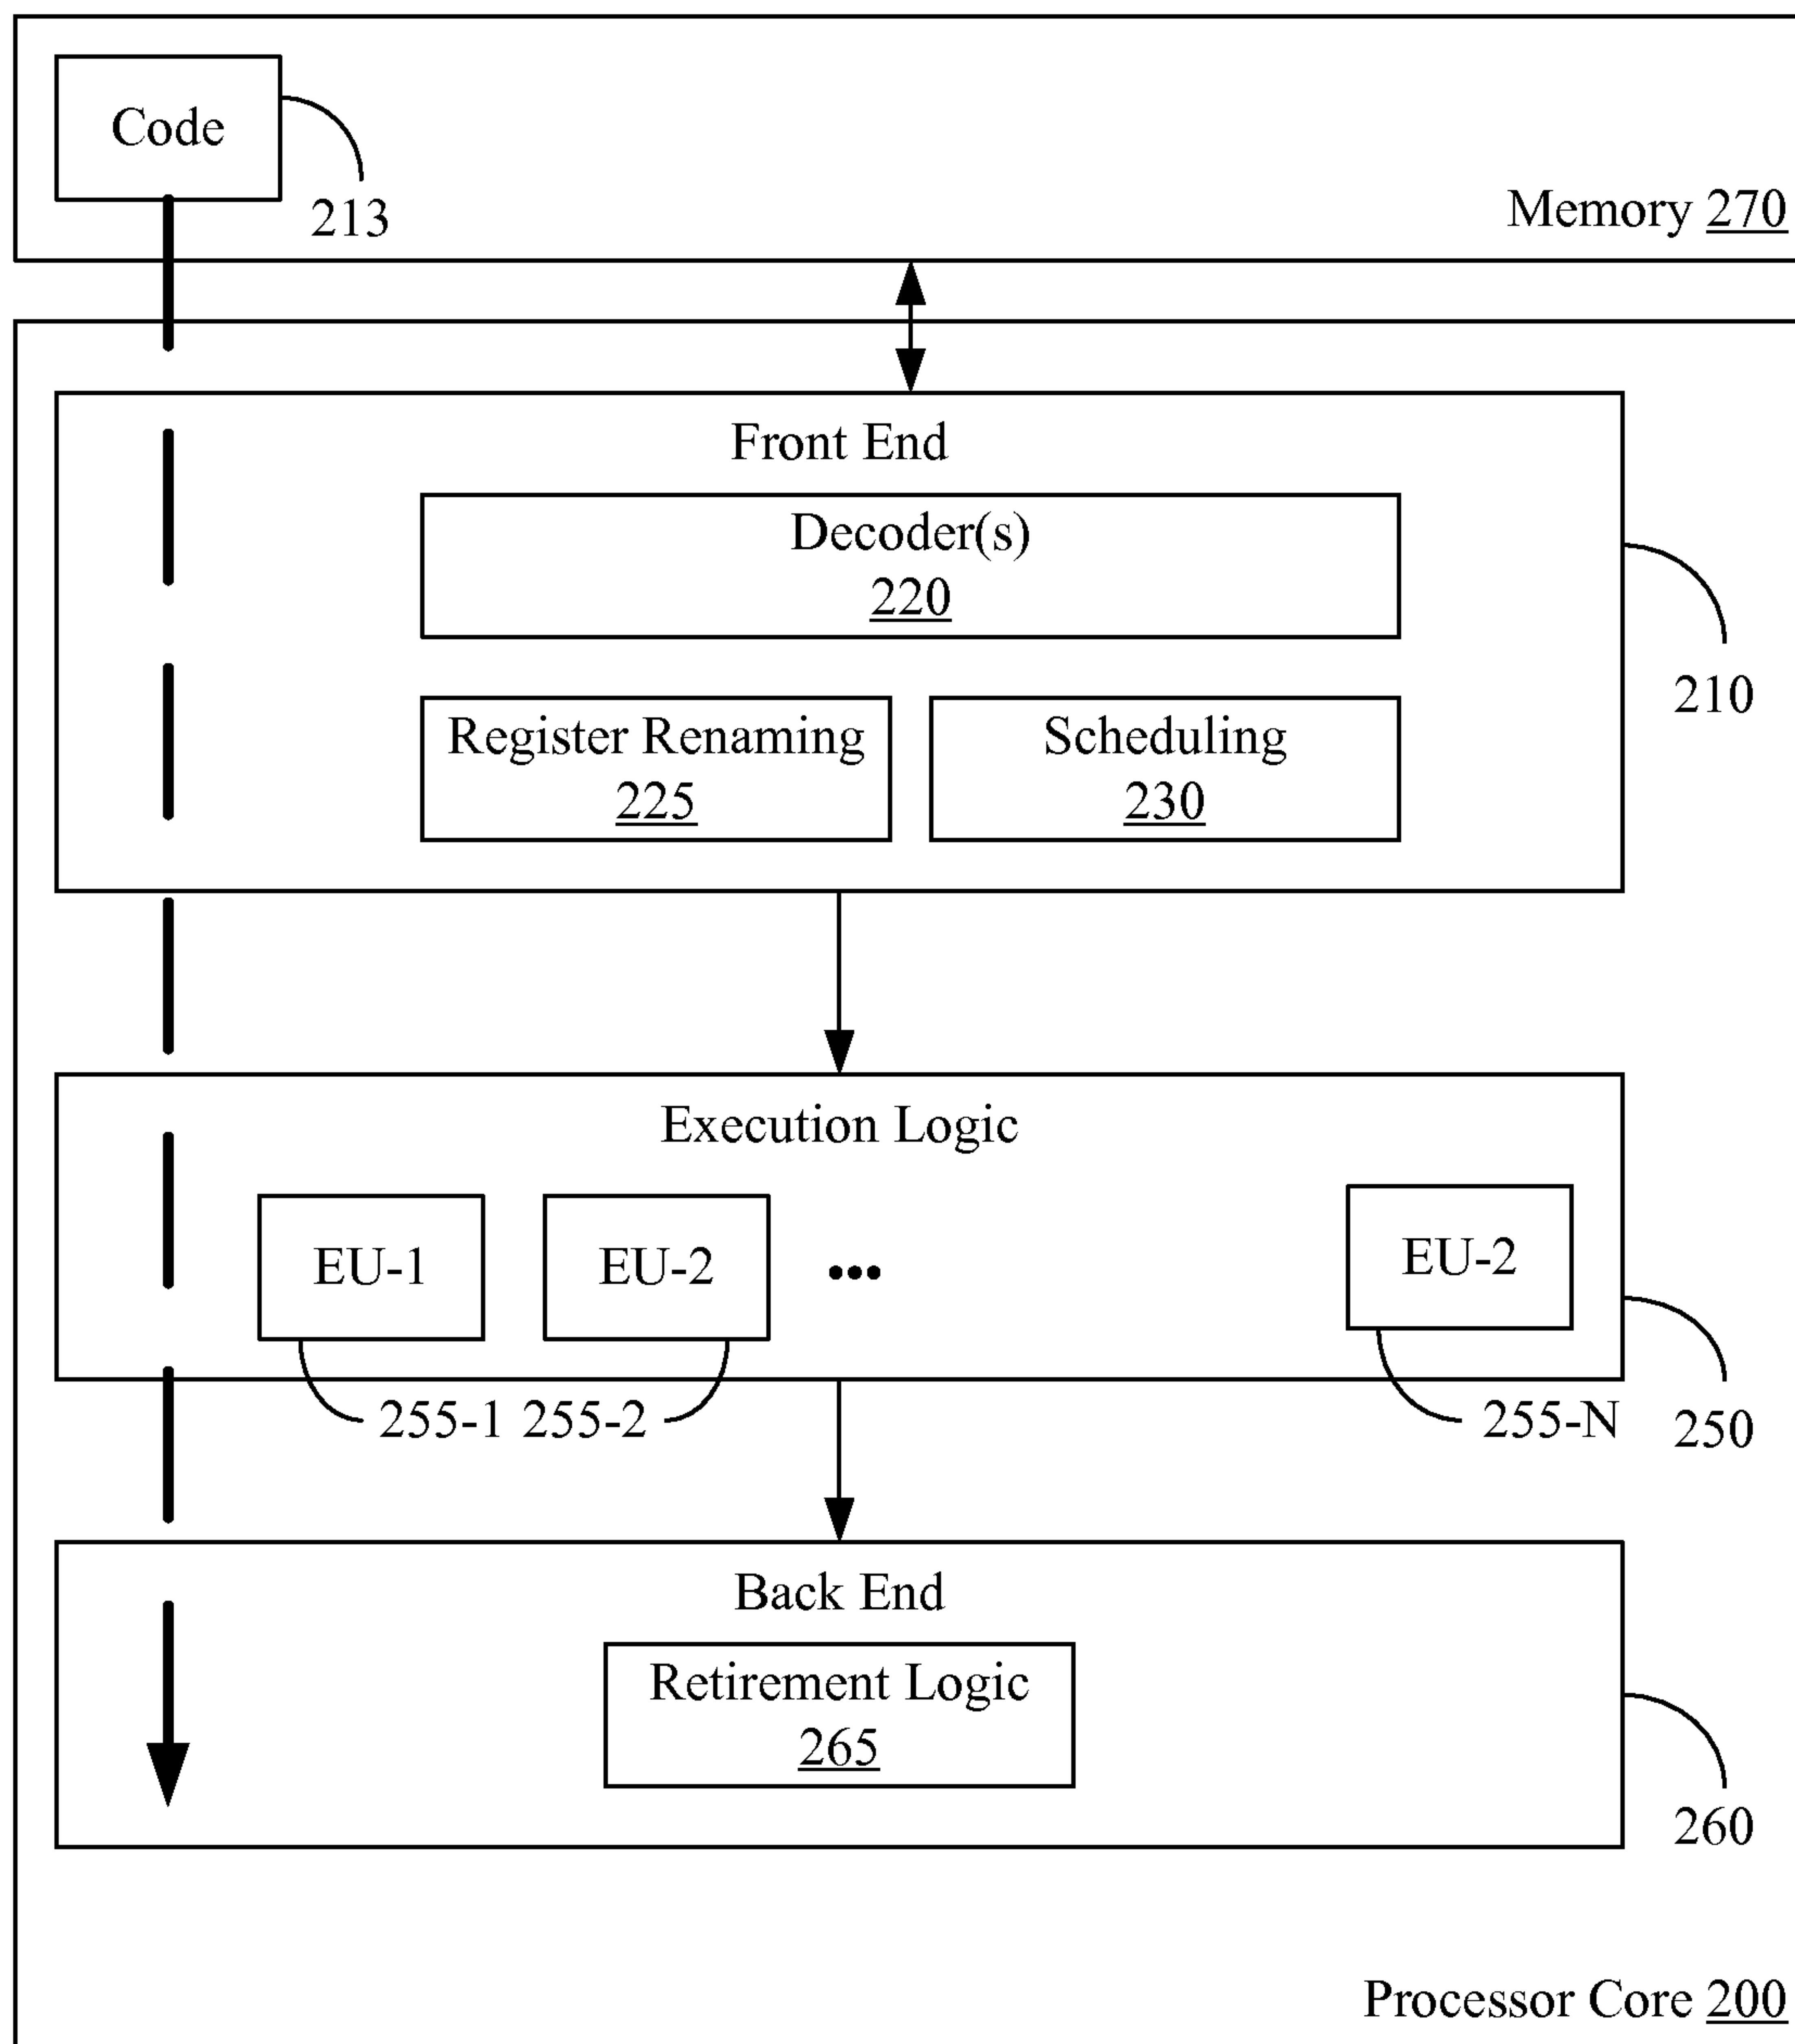 Code
213
Memory 270
Front End
Decoder(s)
220
210
Register Renaming
225
Scheduling
230
Execution Logic
EU-1
EU-2
•••
EU-2
255-1
255-2
255-N
250
Back End
Retirement Logic
265
260
Processor Core 200